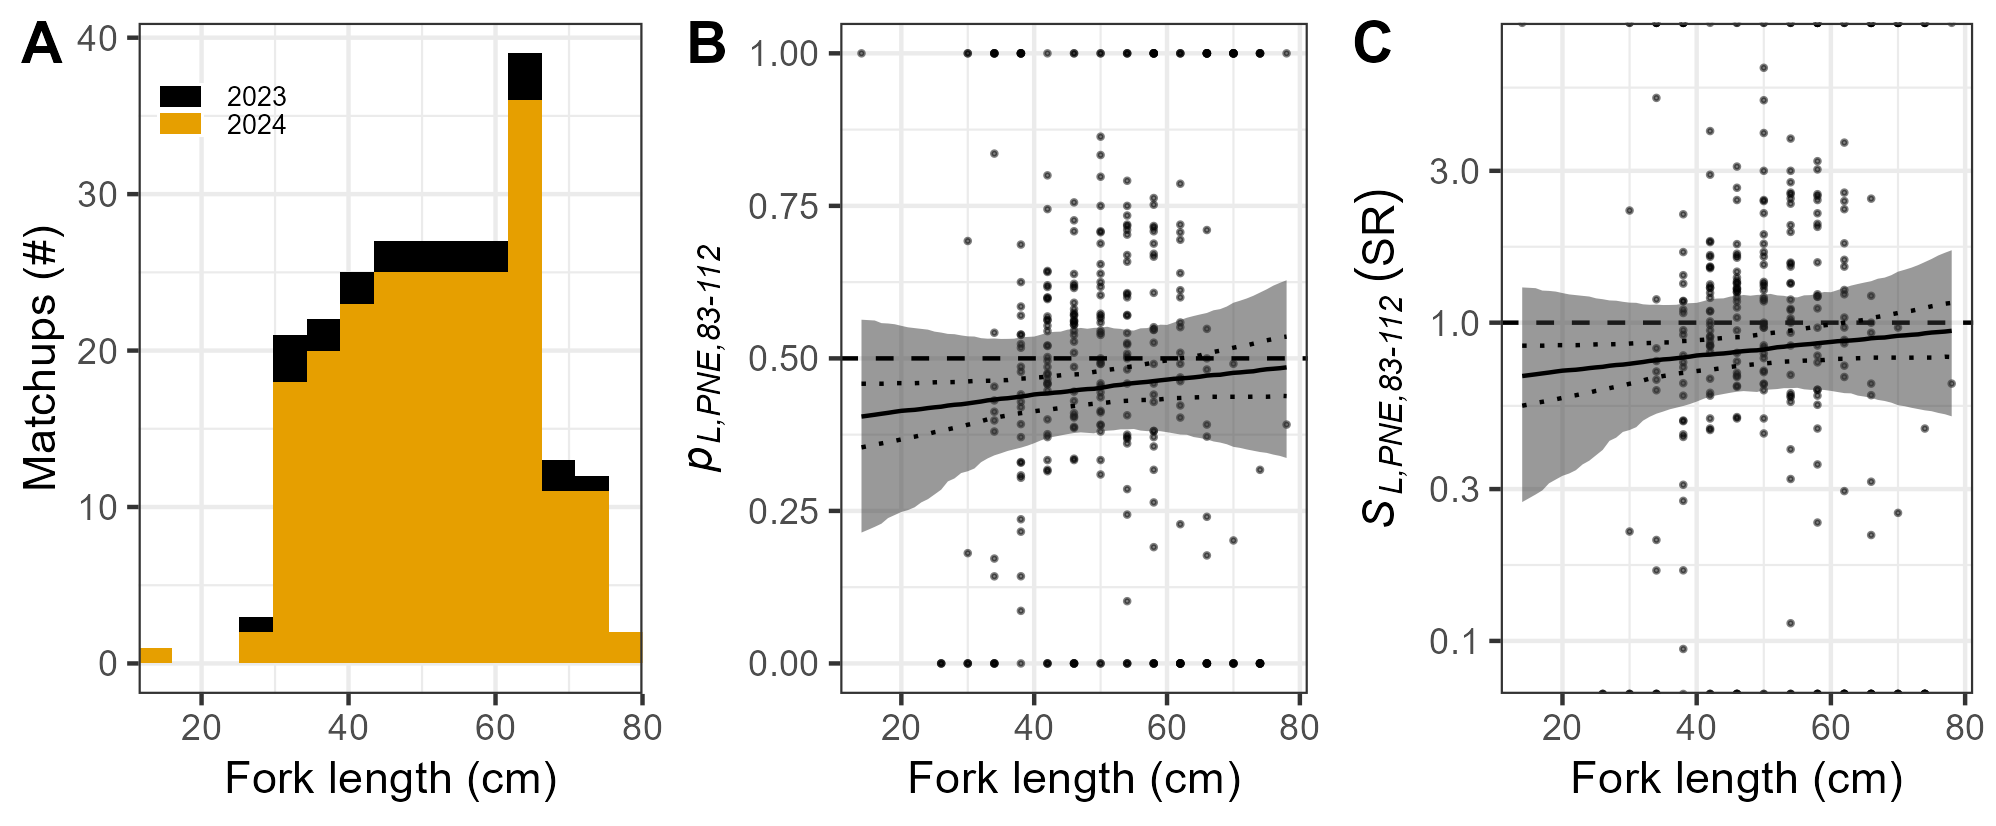 A
B
C
2023
2024
40
30
20
10
0
Matchups (#)
20 40 60 80
Fork length (cm)
1.00
0.75
0.50
0.25
0.00
p L,PNE,83-112
20 40 60 80
Fork length (cm)
3.0
1.0
0.3
0.1
S L,PNE,83-112 (SR)
20 40 60 80
Fork length (cm)